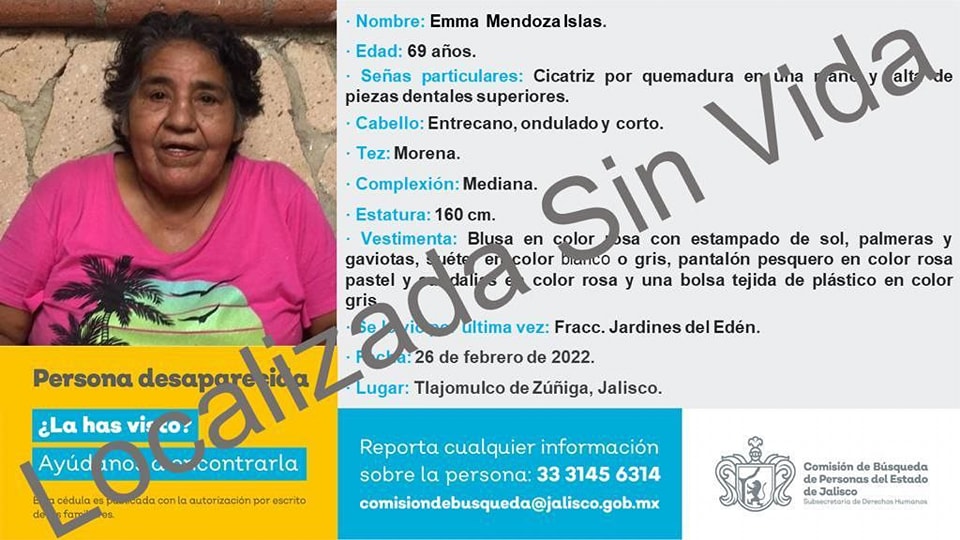 · Nombre: Emma Mendoza Islas.
· Edad: 69 años.
· Señas particulares: Cicatriz por quemadura en una mano y falta de
piezas dentales superiores.
· Cabello: Entrecano, ondulado y corto.
· Tez: Morena.
· Complexión: Mediana.
· Estatura: 160 cm.
· Vestimenta: Blusa en color rosa con estampado de sol, palmeras y
gaviotas, suéter en color blanco o gris, pantalón pesquero en color rosa
pastel y sandalias en color rosa y una bolsa tejida de plástico en color
gris.
· Se le vio por última vez: Fracc. Jardines del Edén.
· Fecha: 26 de febrero de 2022.
· Lugar: Tlajomulco de Zúñiga, Jalisco.
Localizada Sin Vida
Persona desaparecida
¿La has visto?
Ayúdanos a encontrarla
Esta cédula es publicada con la autorización por escrito
de los familiares.
Reporta cualquier información
sobre la persona: 33 3145 6314
comisiondebusqueda@jalisco.gob.mx
Comisión de Búsqueda
de Personas del Estado
de Jalisco
Subsecretaría de Derechos Humanos